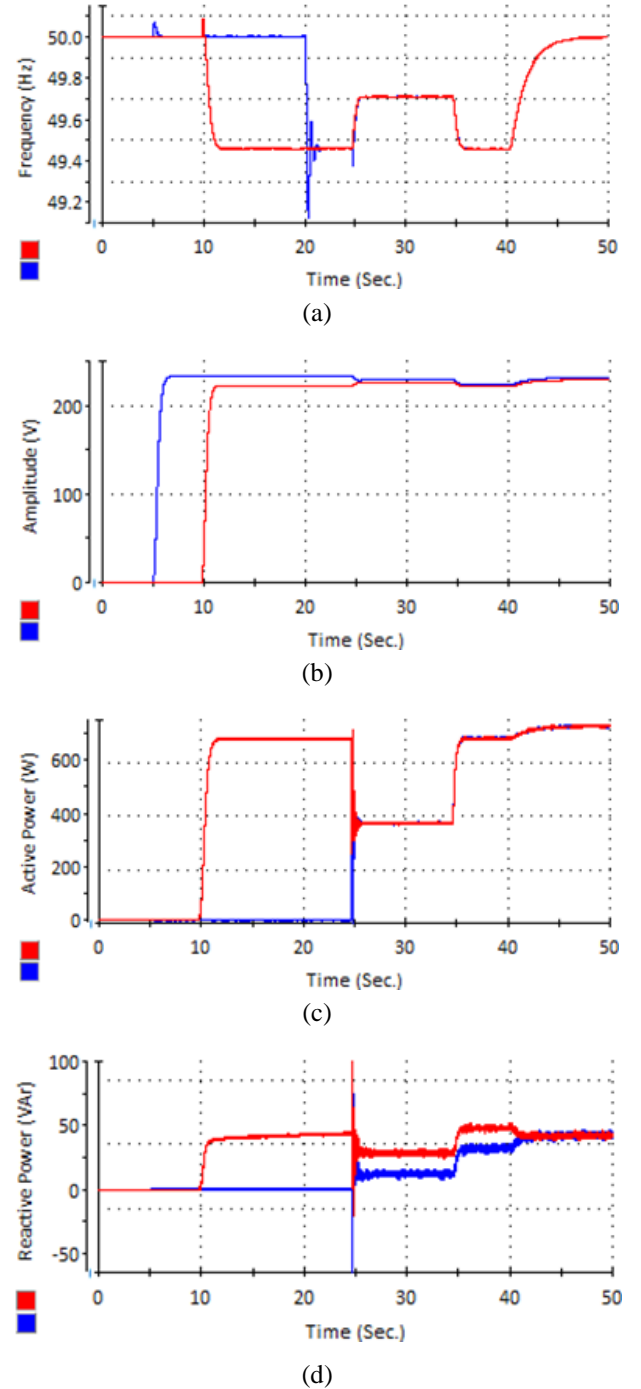 Frequency (Hz)
50.0
49.8
49.6
49.4
49.2
0 10 20 30 40 50
Time (Sec.)
(a)
Amplitude (V)
200
100
0
0 10 20 30 40 50
Time (Sec.)
(b)
Active Power (W)
600
400
200
0
0 10 20 30 40 50
Time (Sec.)
(c)
Reactive Power (VAr)
100
50
0
-50
0 10 20 30 40 50
Time (Sec.)
(d)